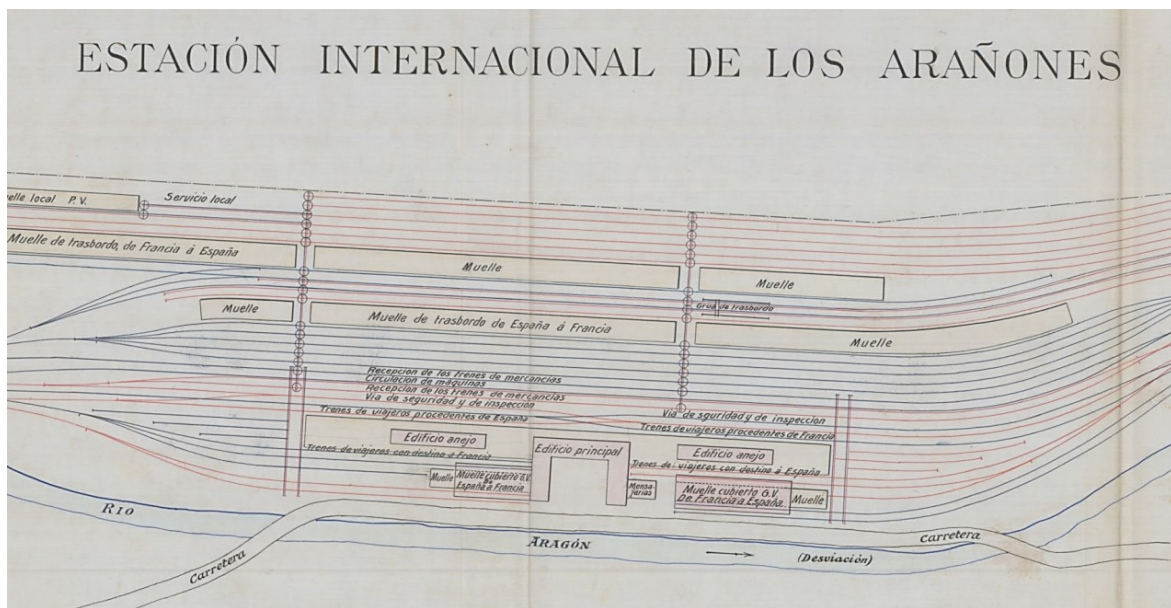 ESTACIÓN INTERNACIONAL DE LOS ARAÑONES
elle local P.V.
Servicio local
Muelle de trasbordo, de Francia á España
Muelle
Muelle
Grua de trasbordo
Muelle
Muelle de trasbordo de España á Francia
Muelle
Recepcion de los trenes de mercancias
Circulacion de máquinas
Recepcion de los trenes de mercancias
Via de seguridad y de inspeccion
Trenes de viajeros procedentes de España
Via de sguridad y de inspeccion
Trenes de viajeros procedentes de Francia
Edificio anejo
Edificio principal
Edificio anejo
Trenes de viajeros con destino á Francia
Trenes de viajeros con destino á España
Muelle
Muelle cubierto G.V.
de
España á Francia
Mensa-
jerias
Muelle cubierto G.V.
De Francia a España
Muelle
RIO
ARAGÓN
(Desviación)
Carretera
Carretera